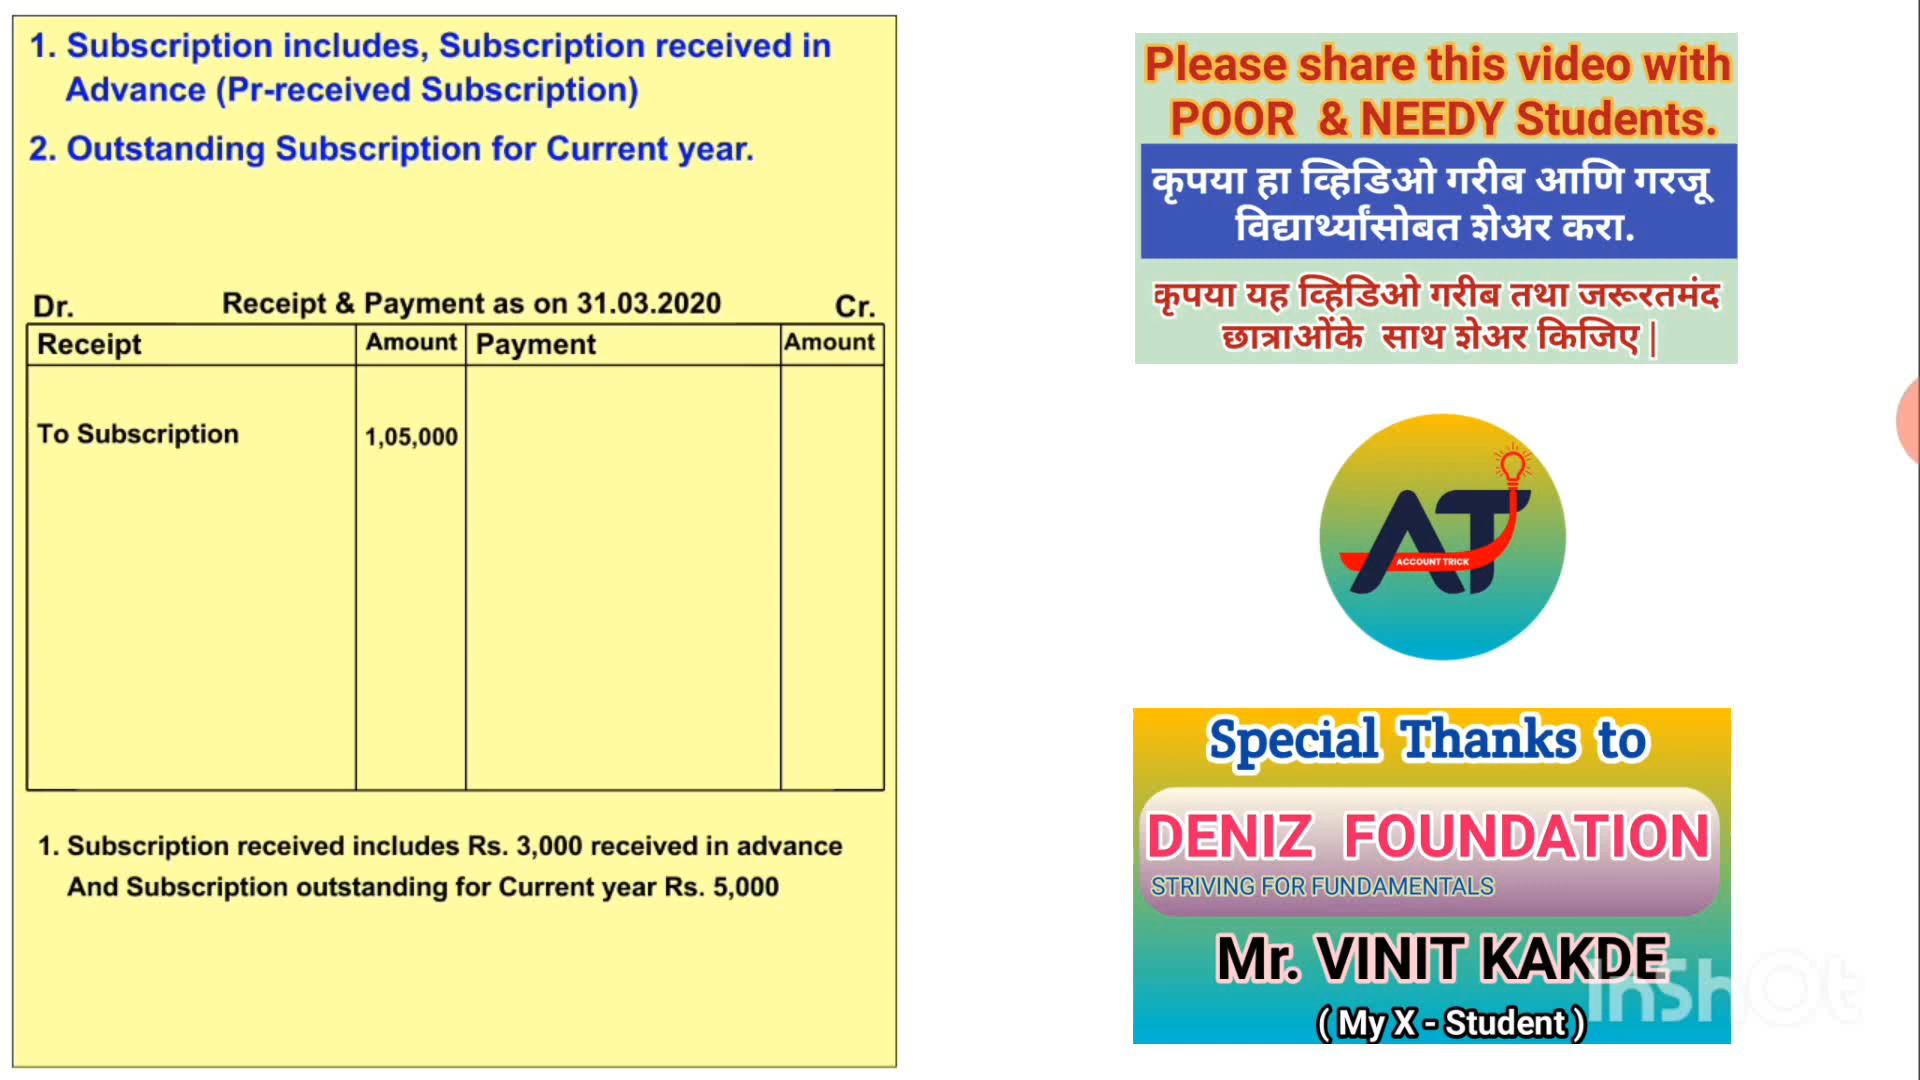 1. Subscription includes, Subscription received in
Advance (Pr-received Subscription)
2. Outstanding Subscription for Current year.
Dr. Receipt & Payment as on 31.03.2020 Cr.
Receipt Amount Payment Amount
To Subscription 1,05,000
1. Subscription received includes Rs. 3,000 received in advance
And Subscription outstanding for Current year Rs. 5,000
Please share this video with
POOR & NEEDY Students.
कृपया हा व्हिडिओ गरीब आणि गरजू
विद्यार्थ्यांसोबत शेअर करा.
कृपया यह व्हिडिओ गरीब तथा जरूरतमंद
छात्राओंके साथ शेअर किजिए |
AT
ACCOUNT TRICK
Special Thanks to
DENIZ FOUNDATION
STRIVING FOR FUNDAMENTALS
Mr. VINIT KAKDE
( My X - Student )
InShOt